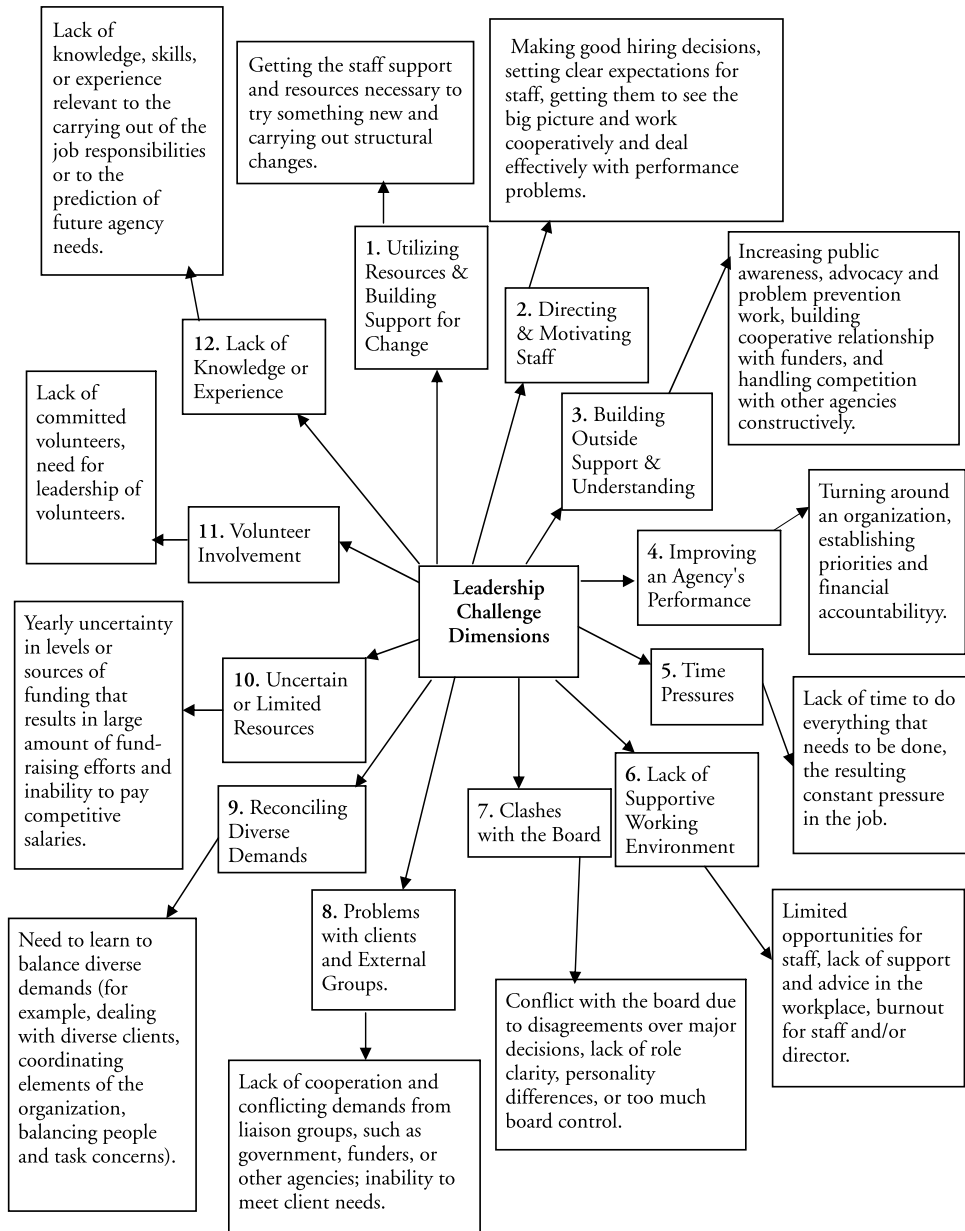 Leadership
Challenge
Dimensions
1. Utilizing
Resources &
Building
Support for
Change
Getting the staff support
and resources necessary to
try something new and
carrying out structural
changes.
2. Directing
& Motivating
Staff
Making good hiring decisions,
setting clear expectations for
staff, getting them to see the
big picture and work
cooperatively and deal
effectively with performance
problems.
3. Building
Outside
Support &
Understanding
Increasing public
awareness, advocacy and
problem prevention
work, building
cooperative relationship
with funders, and
handling competition
with other agencies
constructively.
4. Improving
an Agency's
Performance
Turning around
an organization,
establishing
priorities and
financial
accountabilityy.
5. Time
Pressures
Lack of time to do
everything that
needs to be done,
the resulting
constant pressure
in the job.
6. Lack of
Supportive
Working
Environment
Limited
opportunities for
staff, lack of support
and advice in the
workplace, burnout
for staff and/or
director.
7. Clashes
with the Board
Conflict with the board due
to disagreements over major
decisions, lack of role
clarity, personality
differences, or too much
board control.
8. Problems
with clients
and External
Groups.
Lack of cooperation and
conflicting demands from
liaison groups, such as
government, funders, or
other agencies; inability to
meet client needs.
9. Reconciling
Diverse
Demands
Need to learn to
balance diverse
demands (for
example, dealing
with diverse clients,
coordinating
elements of the
organization,
balancing people
and task concerns).
10. Uncertain
or Limited
Resources
Yearly uncertainty
in levels or
sources of
funding that
results in large
amount of fund-
raising efforts and
inability to pay
competitive
salaries.
11. Volunteer
Involvement
Lack of
committed
volunteers,
need for
leadership of
volunteers.
12. Lack of
Knowledge or
Experience
Lack of
knowledge, skills,
or experience
relevant to the
carrying out of the
job responsibilities
or to the
prediction of
future agency
needs.